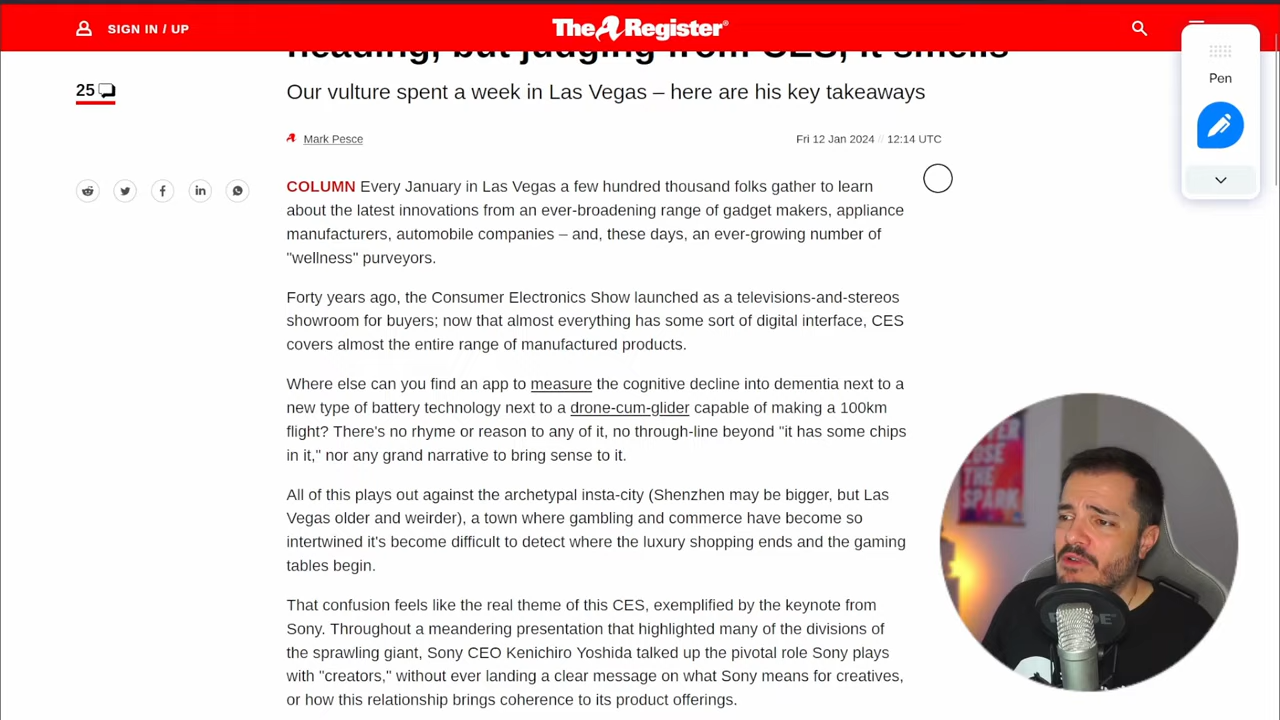 SIGN IN / UP
The Register®
heading, but judging from CES, it smells
Our vulture spent a week in Las Vegas – here are his key takeaways
25
Mark Pesce
Fri 12 Jan 2024 // 12:14 UTC
Pen
COLUMN Every January in Las Vegas a few hundred thousand folks gather to learn
about the latest innovations from an ever-broadening range of gadget makers, appliance
manufacturers, automobile companies – and, these days, an ever-growing number of
"wellness" purveyors.
Forty years ago, the Consumer Electronics Show launched as a televisions-and-stereos
showroom for buyers; now that almost everything has some sort of digital interface, CES
covers almost the entire range of manufactured products.
Where else can you find an app to measure the cognitive decline into dementia next to a
new type of battery technology next to a drone-cum-glider capable of making a 100km
flight? There's no rhyme or reason to any of it, no through-line beyond "it has some chips
in it," nor any grand narrative to bring sense to it.
All of this plays out against the archetypal insta-city (Shenzhen may be bigger, but Las
Vegas older and weirder), a town where gambling and commerce have become so
intertwined it's become difficult to detect where the luxury shopping ends and the gaming
tables begin.
That confusion feels like the real theme of this CES, exemplified by the keynote from
Sony. Throughout a meandering presentation that highlighted many of the divisions of
the sprawling giant, Sony CEO Kenichiro Yoshida talked up the pivotal role Sony plays
with "creators," without ever landing a clear message on what Sony means for creatives,
or how this relationship brings coherence to its product offerings.
LOSE
THE
SPARK